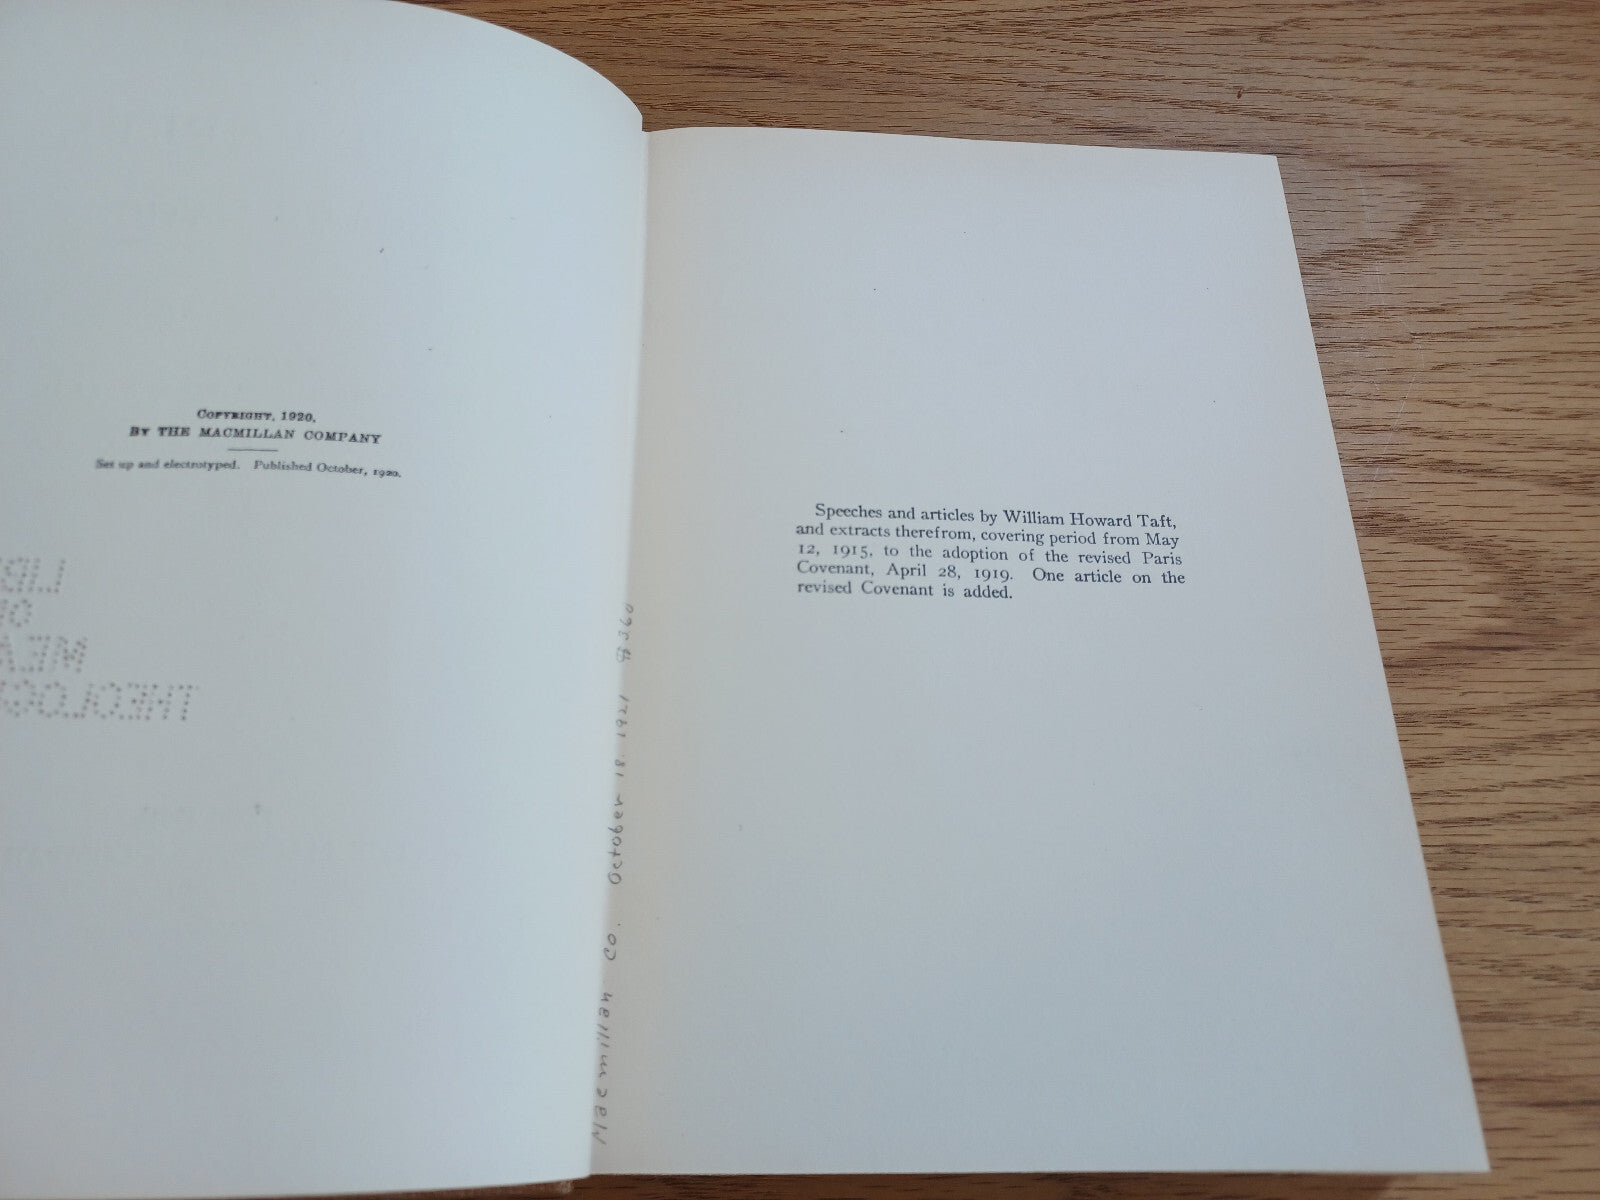 COPYRIGHT, 1920,
BY THE MACMILLAN COMPANY
Set up and electrotyped. Published October, 1920.
Macmillan Co. October 18. 1921 $360
Speeches and articles by William Howard Taft,
and extracts therefrom, covering period from May
12, 1915, to the adoption of the revised Paris
Covenant, April 28, 1919. One article on the
revised Covenant is added.